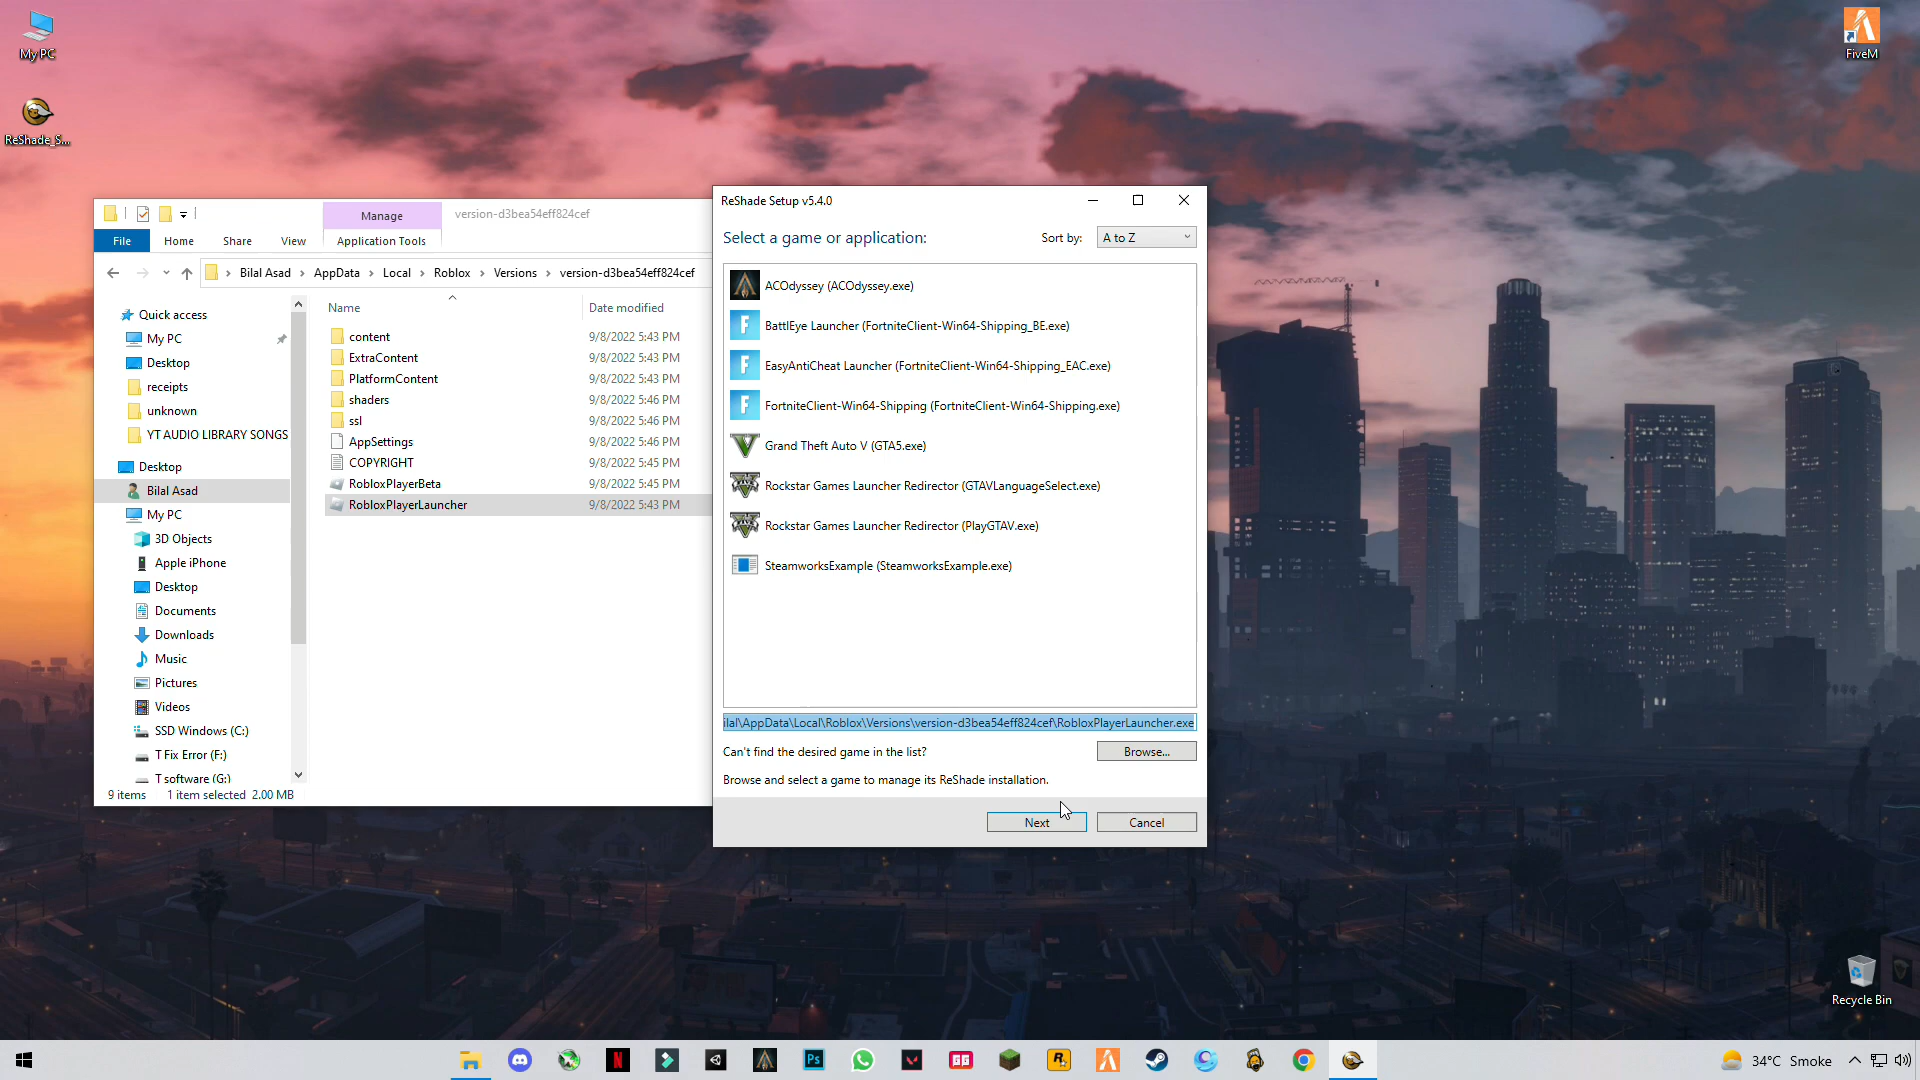 My PC
ReShade_S...
FiveM
Recycle Bin
Manage
version-d3bea54eff824cef
File
Home
Share
View
Application Tools
Bilal Asad
AppData
Local
Roblox
Versions
version-d3bea54eff824cef
Quick access
My PC
Desktop
receipts
unknown
YT AUDIO LIBRARY SONGS
Desktop
Bilal Asad
My PC
3D Objects
Apple iPhone
Desktop
Documents
Downloads
Music
Pictures
Videos
SSD Windows (C:)
T Fix Error (F:)
T software (G:)
Name Date modified
content 9/8/2022 5:43 PM
ExtraContent 9/8/2022 5:43 PM
PlatformContent 9/8/2022 5:43 PM
shaders 9/8/2022 5:46 PM
ssl 9/8/2022 5:46 PM
AppSettings 9/8/2022 5:46 PM
COPYRIGHT 9/8/2022 5:45 PM
RobloxPlayerBeta 9/8/2022 5:45 PM
RobloxPlayerLauncher 9/8/2022 5:43 PM
9 items 1 item selected 2.00 MB
ReShade Setup v5.4.0
Select a game or application:
Sort by: A to Z
ACOdyssey (ACOdyssey.exe)
BattlEye Launcher (FortniteClient-Win64-Shipping_BE.exe)
EasyAntiCheat Launcher (FortniteClient-Win64-Shipping_EAC.exe)
FortniteClient-Win64-Shipping (FortniteClient-Win64-Shipping.exe)
Grand Theft Auto V (GTA5.exe)
Rockstar Games Launcher Redirector (GTAVLanguageSelect.exe)
Rockstar Games Launcher Redirector (PlayGTAV.exe)
SteamworksExample (SteamworksExample.exe)
ilal\AppData\Local\Roblox\Versions\version-d3bea54eff824cef\RobloxPlayerLauncher.exe
Can't find the desired game in the list?
Browse...
Browse and select a game to manage its ReShade installation.
Next
Cancel
34°C Smoke